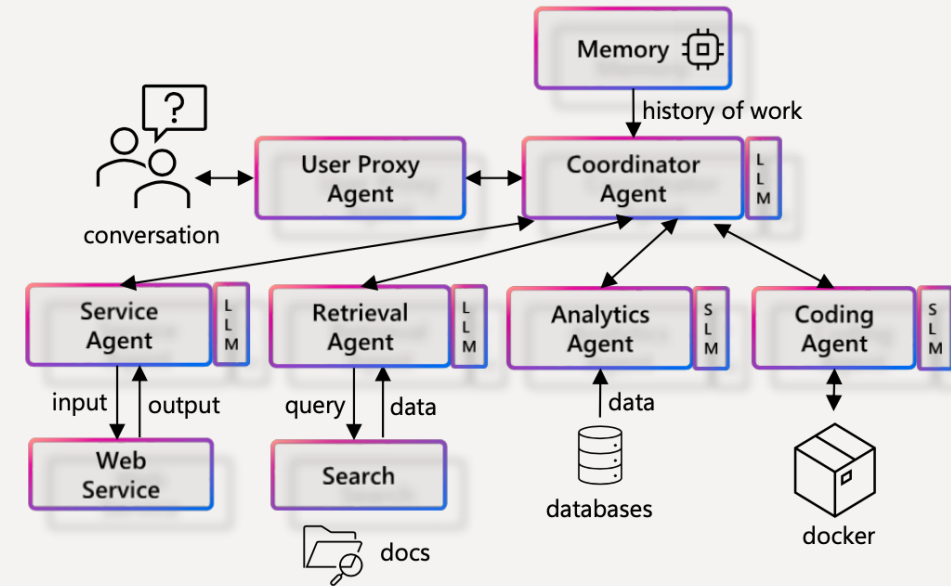 Memory
history of work
?
User Proxy
Agent
Coordinator
Agent
L
L
M
conversation
Service
Agent
L
L
M
Retrieval
Agent
L
L
M
Analytics
Agent
S
L
M
Coding
Agent
S
L
M
input
output
query
data
data
Web
Service
Search
databases
docker
docs